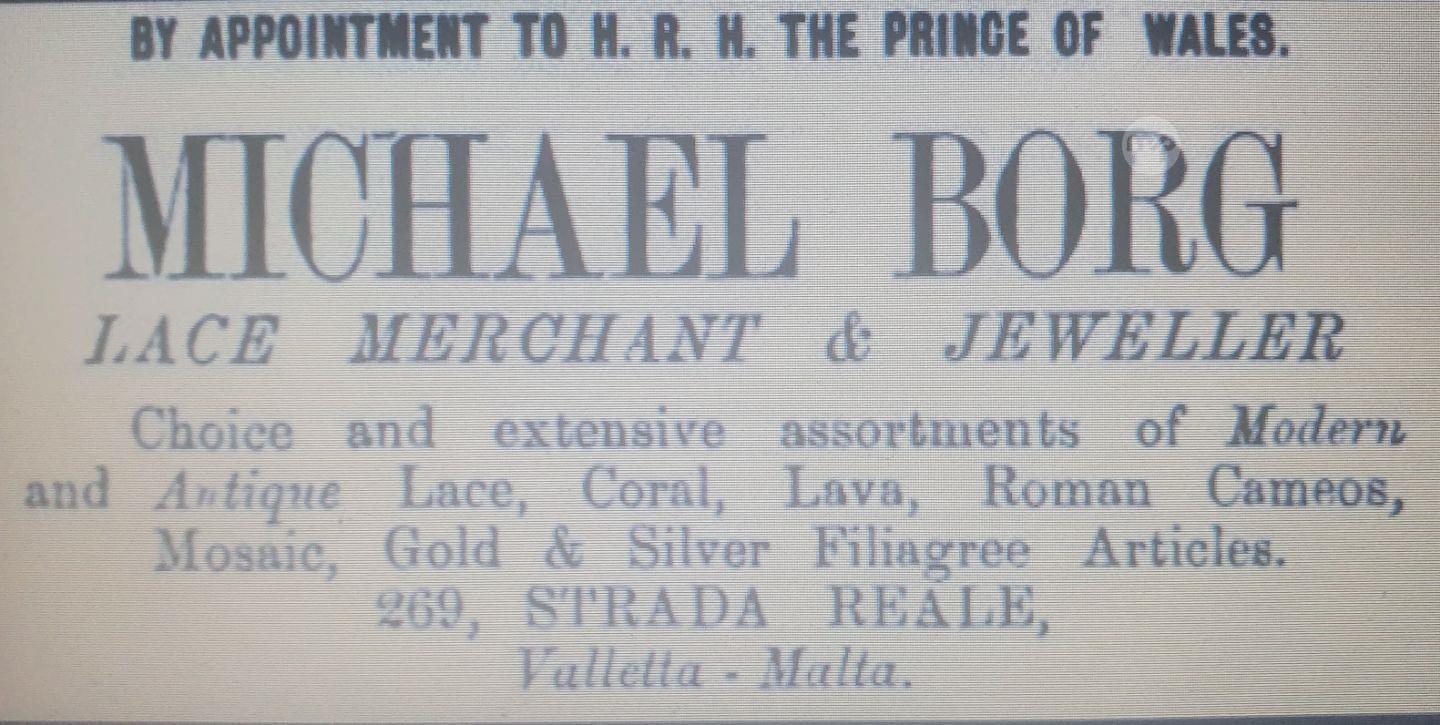 BY APPOINTMENT TO H. R. H. THE PRINCE OF WALES.
MICHAEL BORG
LACE MERCHANT & JEWELLER
Choice and extensive assortments of Modern
and Antique Lace, Coral, Lava, Roman Cameos,
Mosaic, Gold & Silver Filiagree Articles.
269, STRADA REALE,
Valletta - Malta.